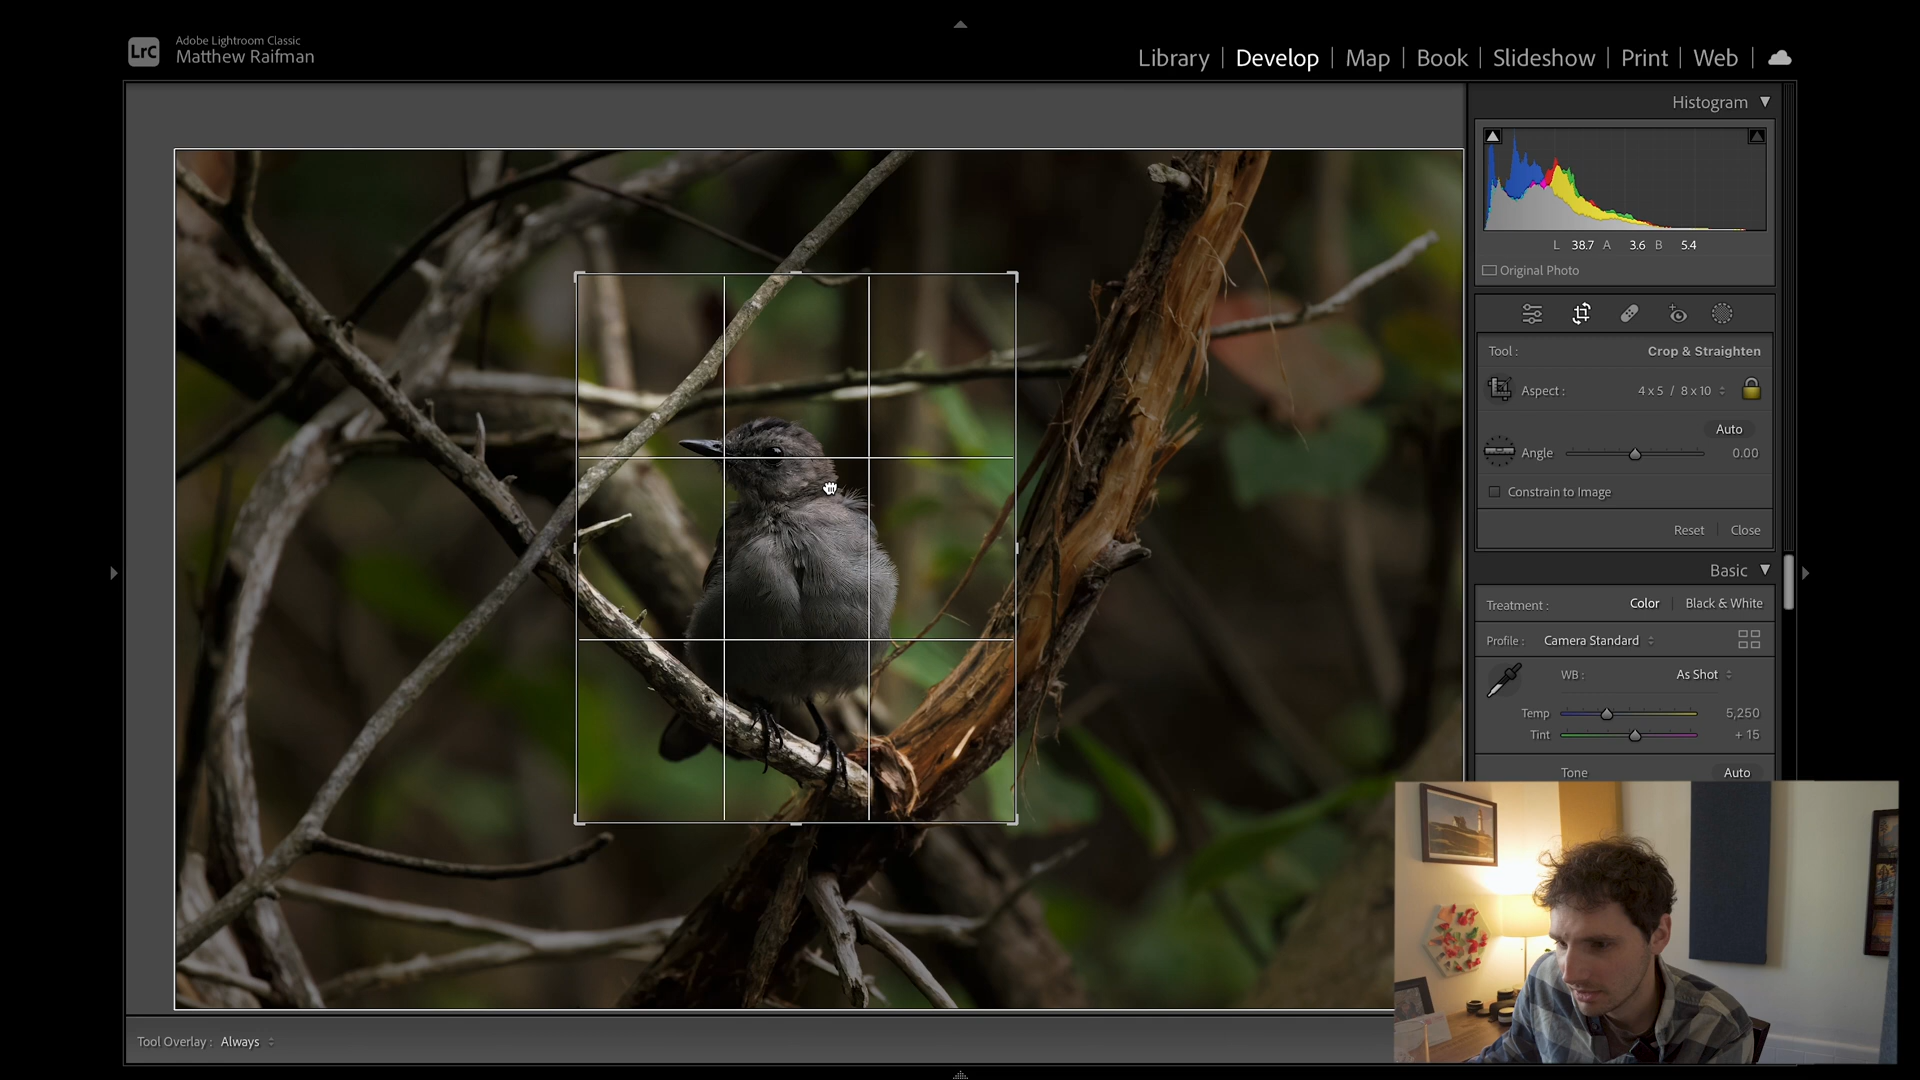 LrC
Adobe Lightroom Classic
Matthew Raifman
Library | Develop | Map | Book | Slideshow | Print | Web |
Histogram
L 38.7 A 3.6 B 5.4
Original Photo
Tool : Crop & Straighten
Aspect : 4 x 5 / 8 x 10
Auto
Angle 0.00
Constrain to Image
Reset Close
Basic
Treatment : Color Black & White
Profile : Camera Standard
WB : As Shot
Temp 5,250
Tint + 15
Tone Auto
Tool Overlay : Always